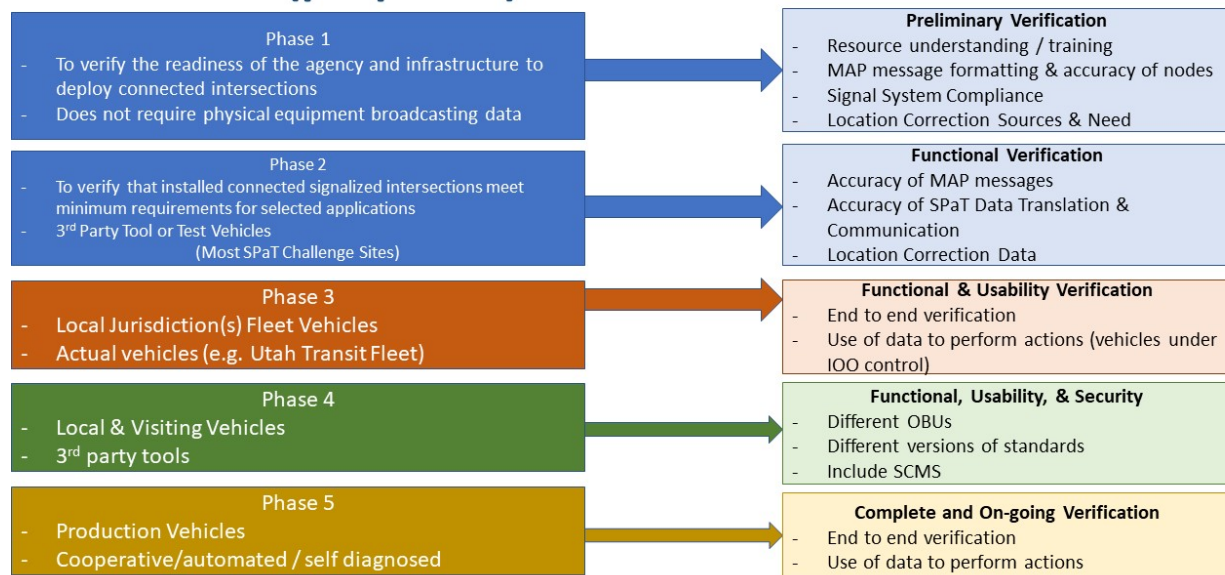 Phase 1
- To verify the readiness of the agency and infrastructure to
deploy connected intersections
- Does not require physical equipment broadcasting data
Preliminary Verification
- Resource understanding / training
- MAP message formatting & accuracy of nodes
- Signal System Compliance
- Location Correction Sources & Need
Phase 2
- To verify that installed connected signalized intersections meet
minimum requirements for selected applications
- 3rd Party Tool or Test Vehicles
(Most SPaT Challenge Sites)
Functional Verification
- Accuracy of MAP messages
- Accuracy of SPaT Data Translation &
Communication
- Location Correction Data
Phase 3
- Local Jurisdiction(s) Fleet Vehicles
- Actual vehicles (e.g. Utah Transit Fleet)
Functional & Usability Verification
- End to end verification
- Use of data to perform actions (vehicles under
IOO control)
Phase 4
- Local & Visiting Vehicles
- 3rd party tools
Functional, Usability, & Security
- Different OBUs
- Different versions of standards
- Include SCMS
Phase 5
- Production Vehicles
- Cooperative/automated / self diagnosed
Complete and On-going Verification
- End to end verification
- Use of data to perform actions